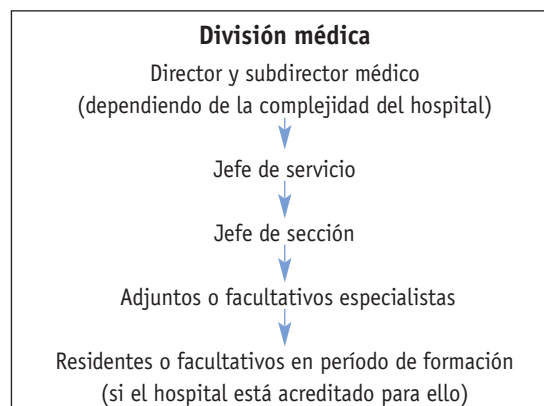 División médica
Director y subdirector médico
(dependiendo de la complejidad del hospital)
Jefe de servicio
Jefe de sección
Adjuntos o facultativos especialistas
Residentes o facultativos en período de formación
(si el hospital está acreditado para ello)